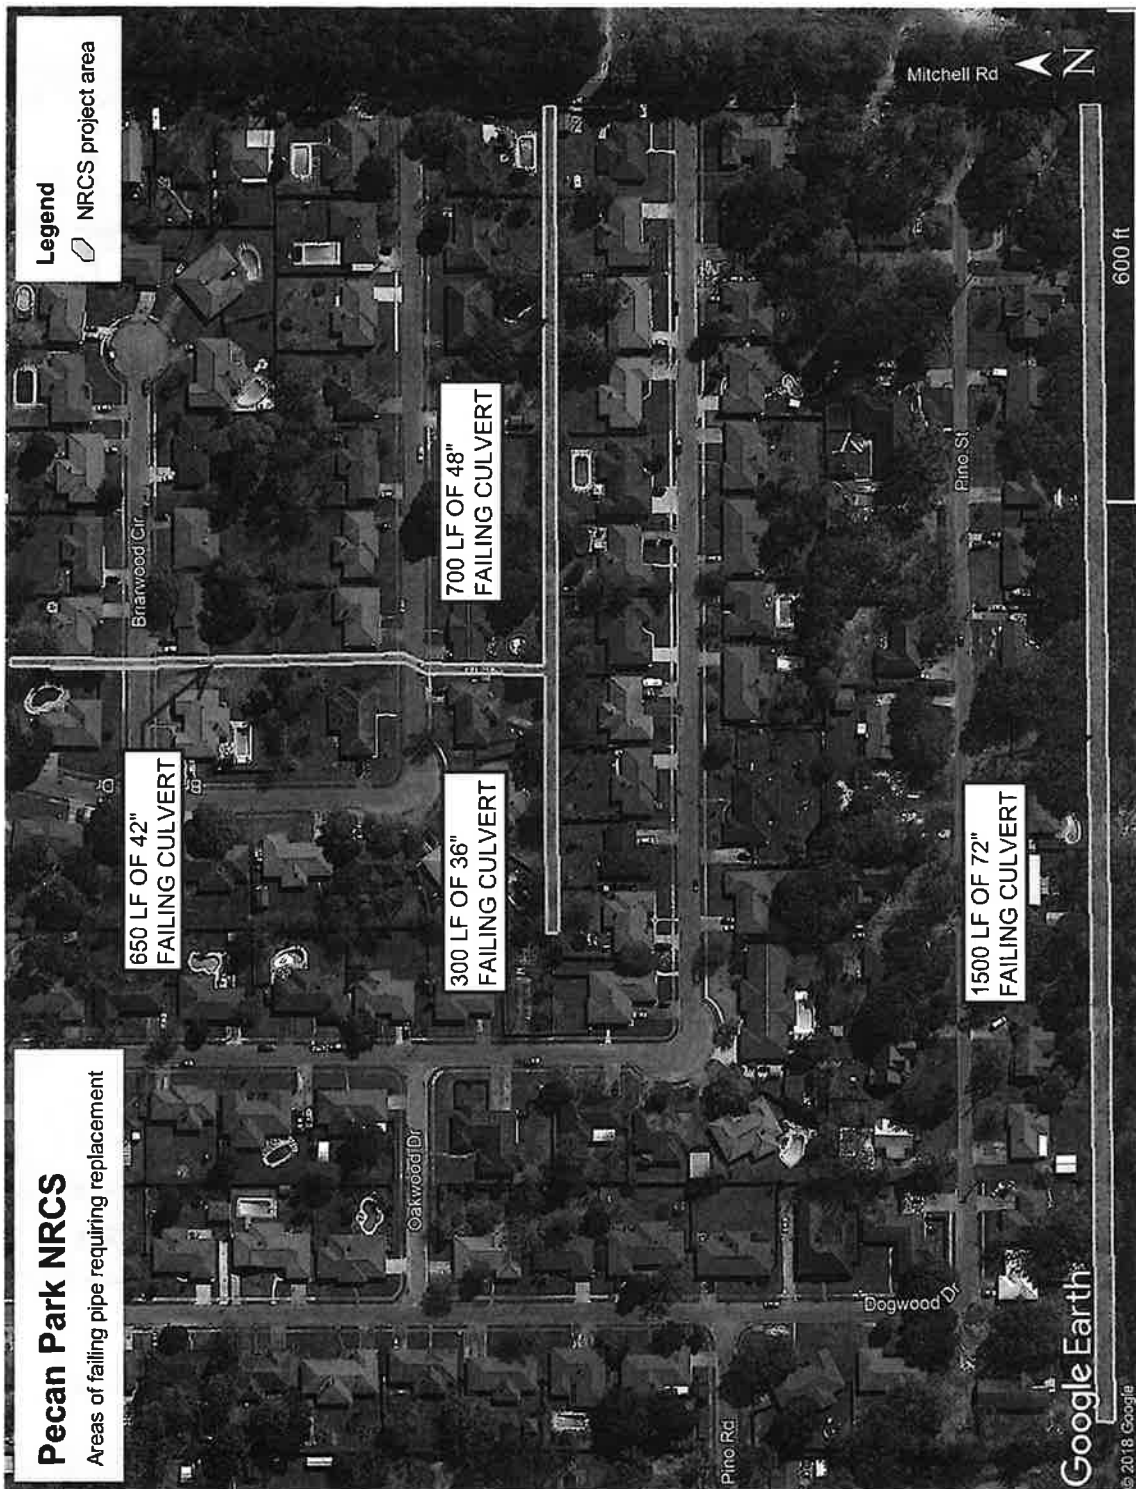 Pecan Park NRCS
Areas of failing pipe requiring replacement
Legend
NRCS project area
650 LF OF 42"
FAILING CULVERT
Briarwood Cir
Oakwood Dr
300 LF OF 36"
FAILING CULVERT
700 LF OF 48"
FAILING CULVERT
Pino Rd
Dogwood Dr
1500 LF OF 72"
FAILING CULVERT
Pino St
Mitchell Rd
N
Google Earth
© 2018 Google
600 ft